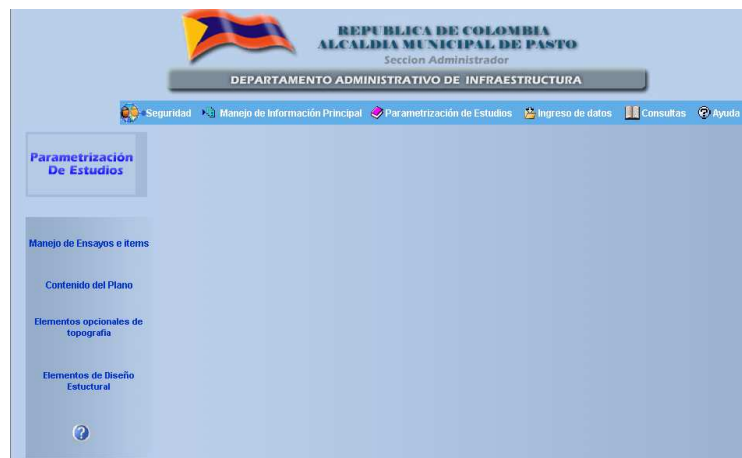 REPUBLICA DE COLOMBIA
ALCALDIA MUNICIPAL DE PASTO
Seccion Administrador
DEPARTAMENTO ADMINISTRATIVO DE INFRAESTRUCTURA
Seguridad Manejo de Información Principal Parametrización de Estudios Ingreso de datos Consultas Ayuda
Parametrización
De Estudios
Manejo de Ensayos e items
Contenido del Plano
Elementos opcionales de
topografia
Elementos de Diseño
Estuctural
?